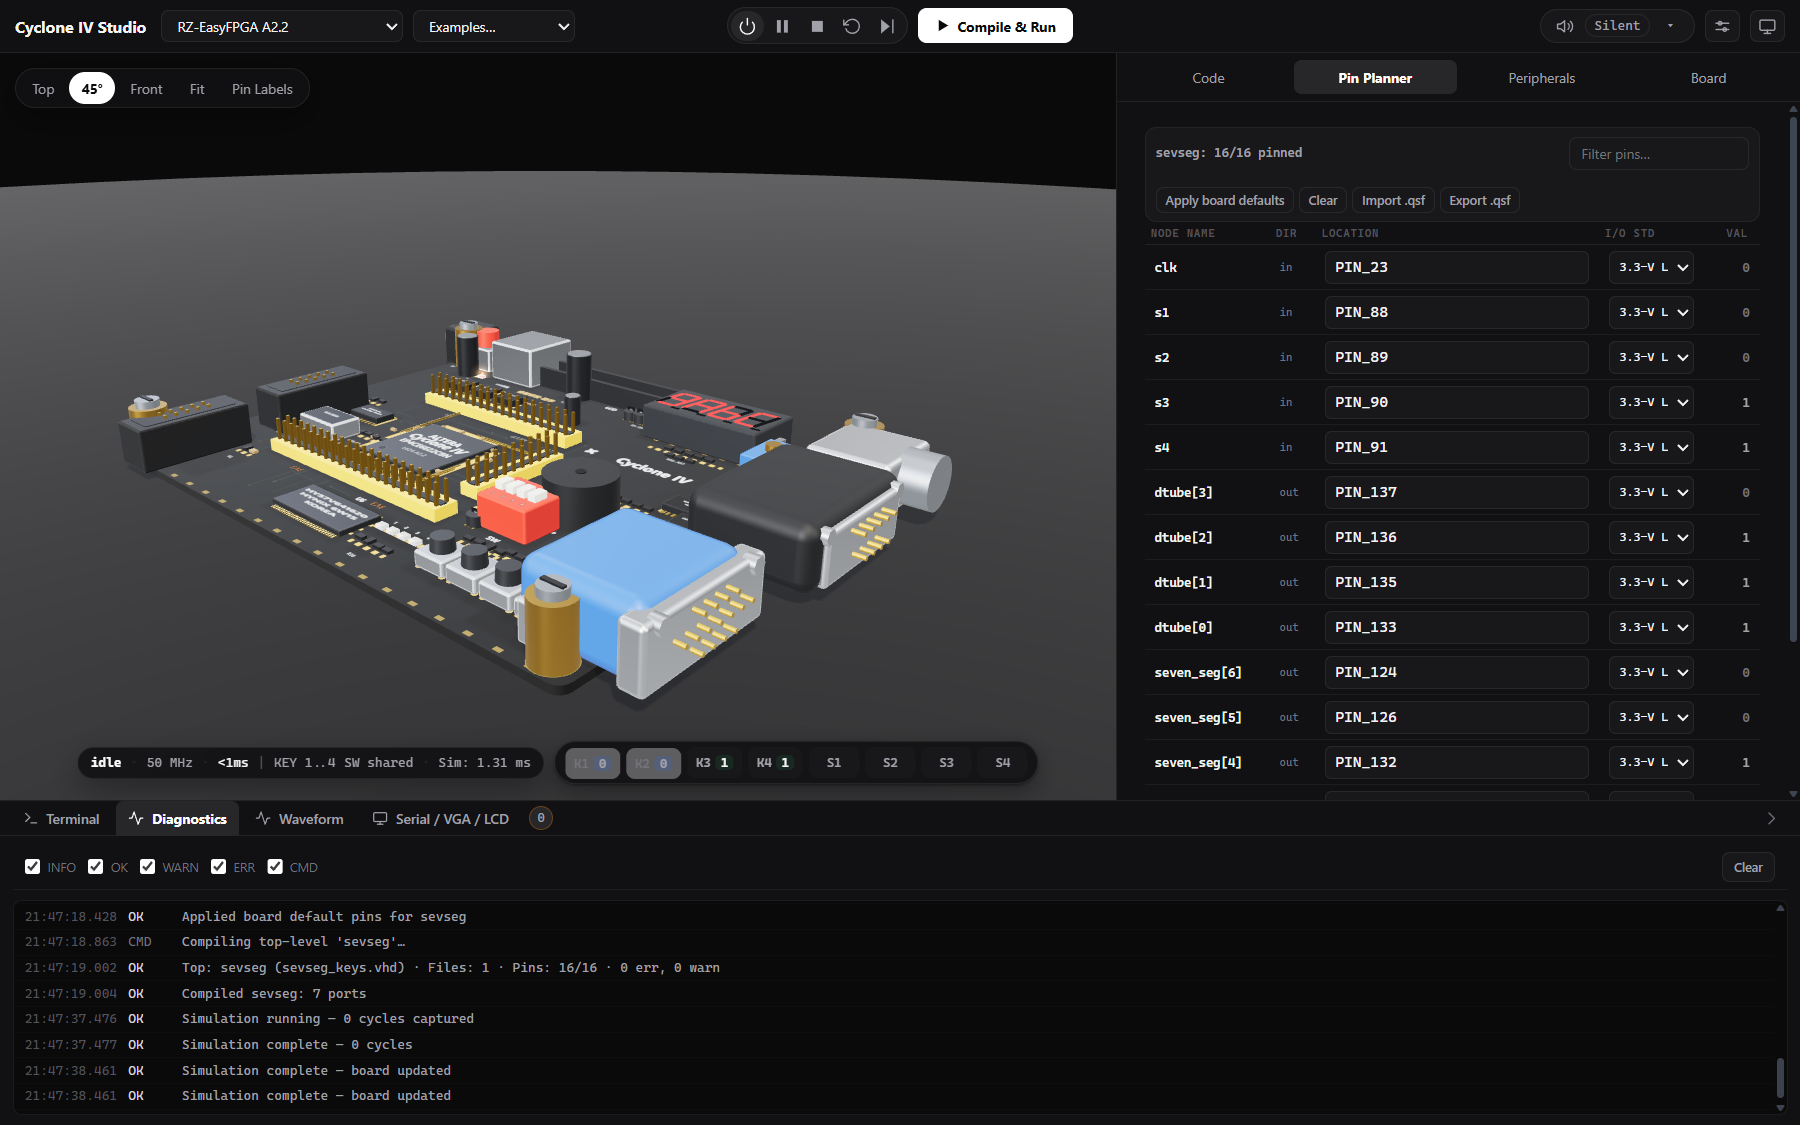 Cyclone IV Studio
RZ-EasyFPGA A2.2
Examples...
Compile & Run
Silent
Top
45°
Front
Fit
Pin Labels
Code
Pin Planner
Peripherals
Board
sevseg: 16/16 pinned
Filter pins...
Apply board defaults
Clear
Import .qsf
Export .qsf
NODE NAME DIR LOCATION I/O STD VAL
clk in PIN_23 3.3-V L 0
s1 in PIN_88 3.3-V L 0
s2 in PIN_89 3.3-V L 0
s3 in PIN_90 3.3-V L 1
s4 in PIN_91 3.3-V L 1
dtube[3] out PIN_137 3.3-V L 0
dtube[2] out PIN_136 3.3-V L 1
dtube[1] out PIN_135 3.3-V L 1
dtube[0] out PIN_133 3.3-V L 1
seven_seg[6] out PIN_124 3.3-V L 0
seven_seg[5] out PIN_126 3.3-V L 0
seven_seg[4] out PIN_132 3.3-V L 1
ALTERA
Cyclone IV
Cyclone IV
SW
idle · 50 MHz · <1ms | KEY 1..4 SW shared · Sim: 1.31 ms
K1 0
K2 0
K3 1
K4 1
S1
S2
S3
S4
Terminal
Diagnostics
Waveform
Serial / VGA / LCD
0
INFO
OK
WARN
ERR
CMD
Clear
21:47:18.428 OK Applied board default pins for sevseg
21:47:18.863 CMD Compiling top-level 'sevseg'…
21:47:19.002 OK Top: sevseg (sevseg_keys.vhd) · Files: 1 · Pins: 16/16 · 0 err, 0 warn
21:47:19.004 OK Compiled sevseg: 7 ports
21:47:37.476 OK Simulation running — 0 cycles captured
21:47:37.477 OK Simulation complete — 0 cycles
21:47:38.461 OK Simulation complete — board updated
21:47:38.461 OK Simulation complete — board updated